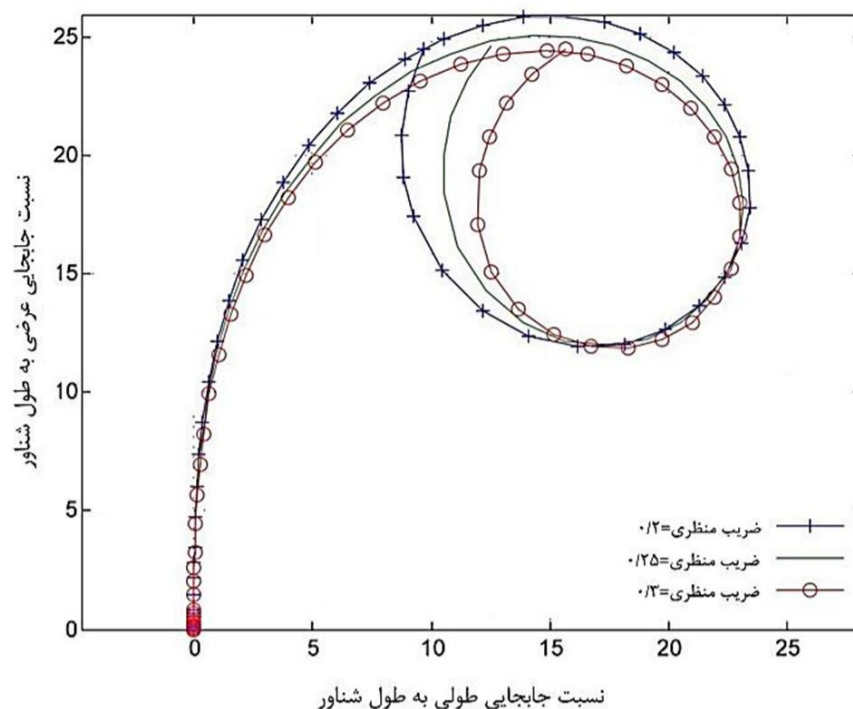 25
20
15
10
5
0
نسبت جابجایی عرضی به طول شناور
ضریب منظری=۰/۲
ضریب منظری=۰/۲۵
ضریب منظری=۰/۳
0 5 10 15 20 25
نسبت جابجایی طولی به طول شناور